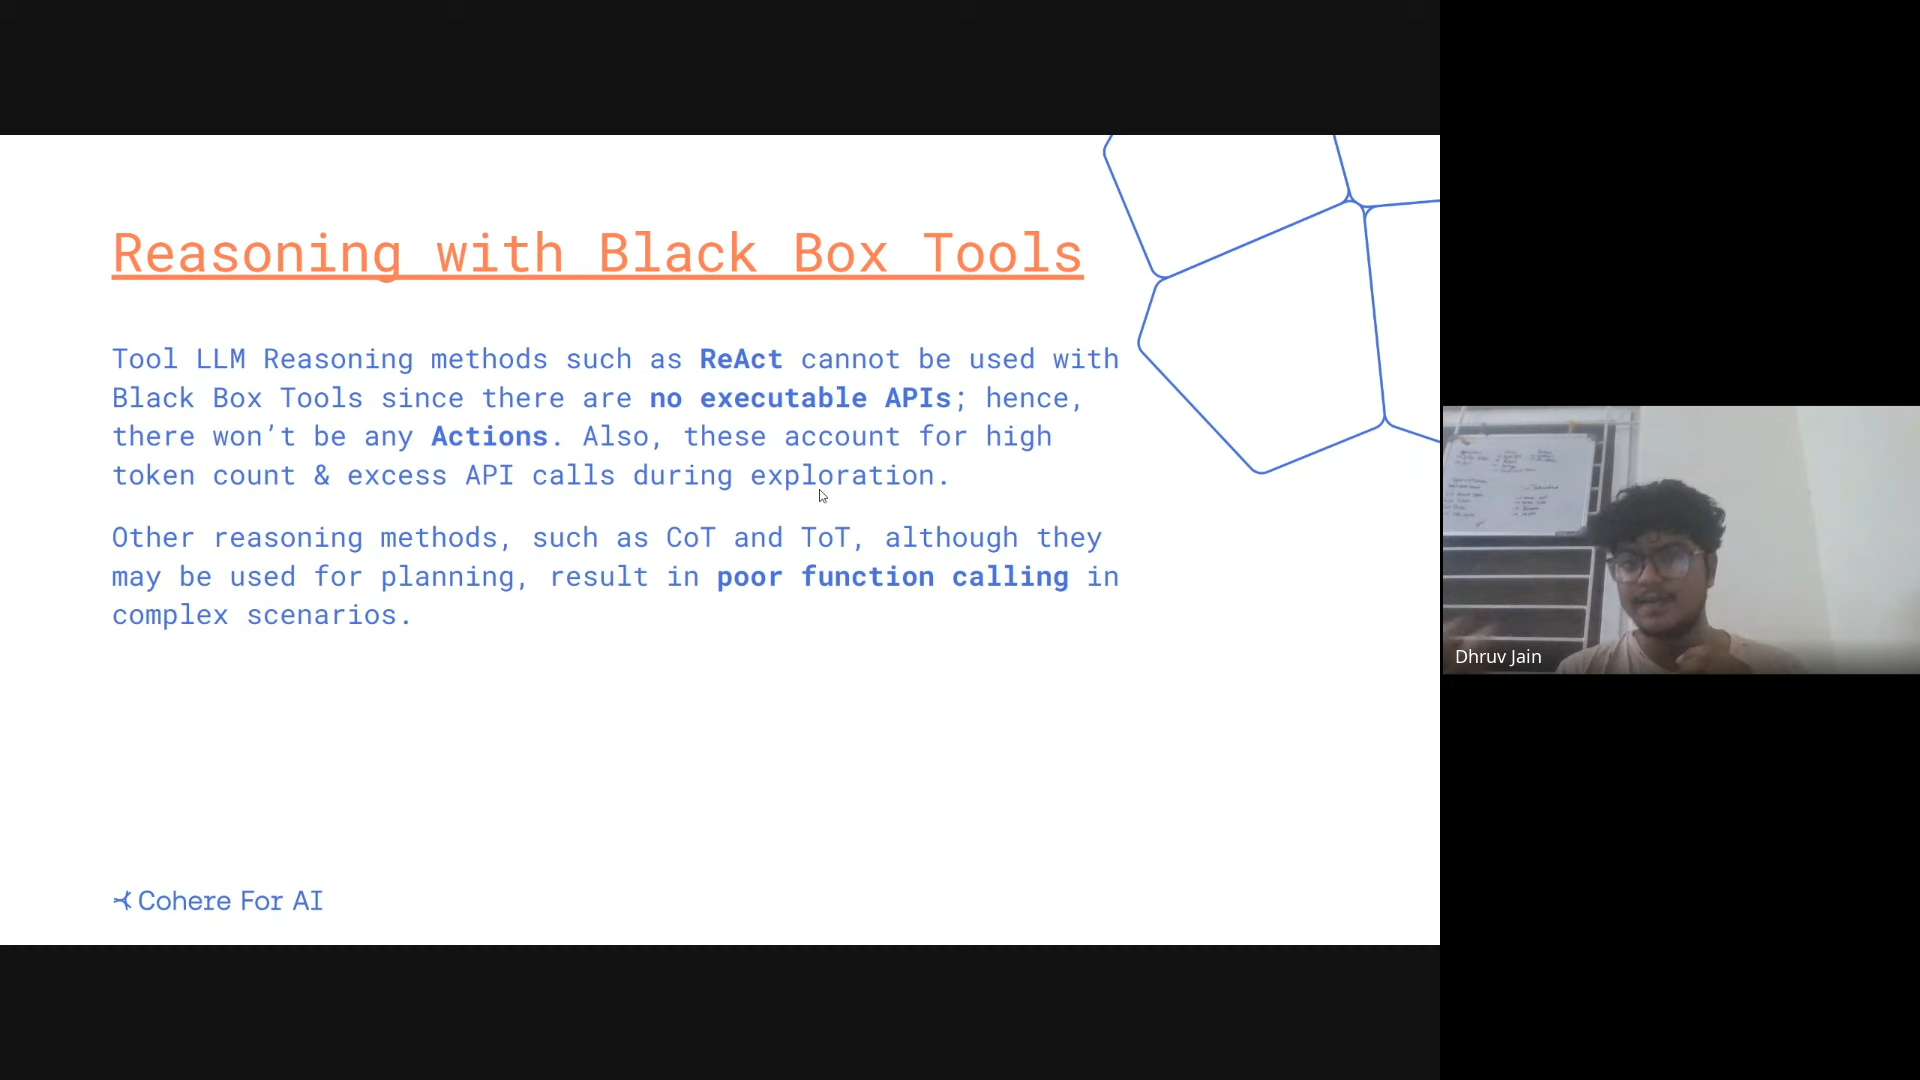 Reasoning with Black Box Tools
Tool LLM Reasoning methods such as ReAct cannot be used with
Black Box Tools since there are no executable APIs; hence,
there won’t be any Actions. Also, these account for high
token count & excess API calls during exploration.
Other reasoning methods, such as CoT and ToT, although they
may be used for planning, result in poor function calling in
complex scenarios.
Cohere For AI
Dhruv Jain